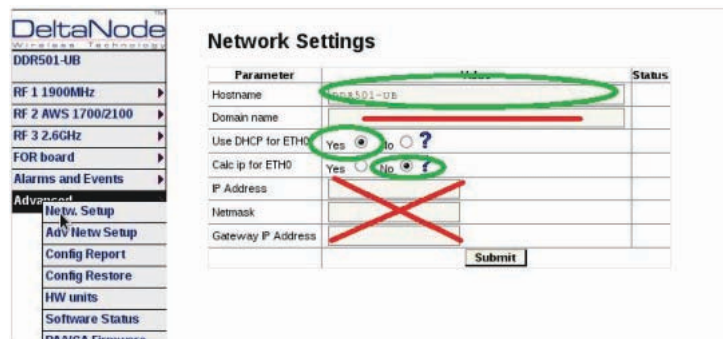 DeltaNode
Wireless Technology
DDR501-UB
RF 1 1900MHz
RF 2 AWS 1700/2100
RF 3 2.6GHz
FOR board
Alarms and Events
Advanced
Netw. Setup
Adv Netw Setup
Config Report
Config Restore
HW units
Software Status
Network Settings
Parameter Value Status
Hostname DDR501-UB
Domain name
Use DHCP for ETH0 Yes No ?
Calc ip for ETH0 Yes No ?
IP Address
Netmask
Gateway IP Address
Submit